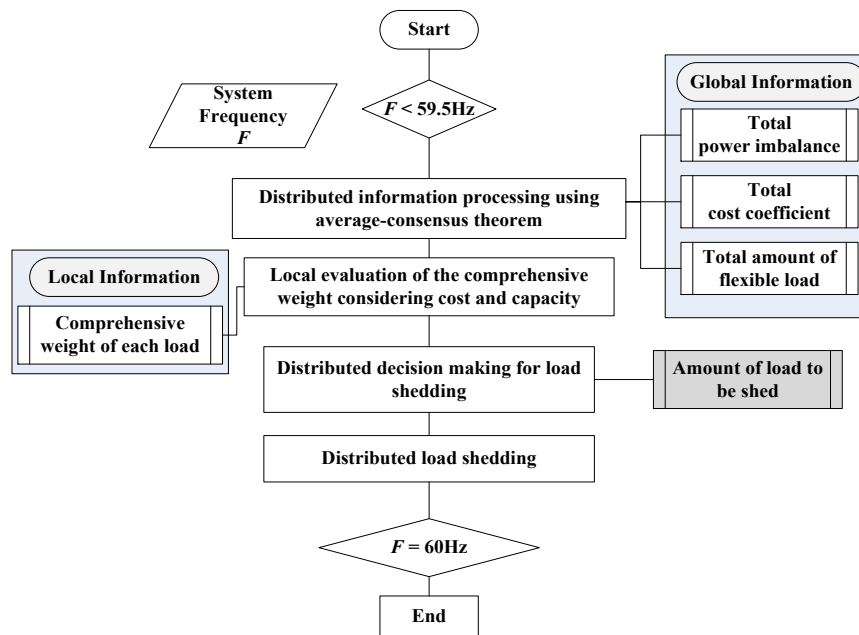 Start
System
Frequency
F
F < 59.5Hz
Global Information
Total
power imbalance
Total
cost coefficient
Total amount of
flexible load
Distributed information processing using
average-consensus theorem
Local Information
Comprehensive
weight of each load
Local evaluation of the comprehensive
weight considering cost and capacity
Distributed decision making for load
shedding
Amount of load to
be shed
Distributed load shedding
F = 60Hz
End